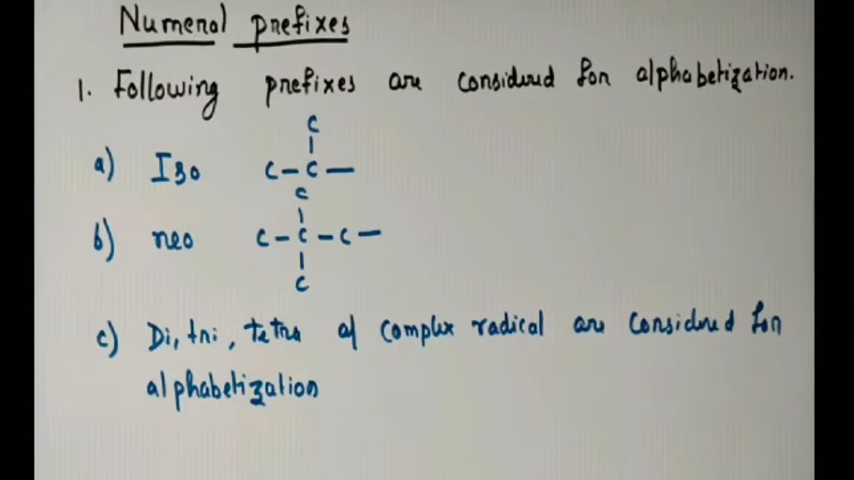 Numeral prefixes
1. Following prefixes are considered for alphabetization.
C
a) Iso C - C -
C
b) neo C - C - C -
C
c) Di, tri, tetra of complex radical are considered for
alphabetization